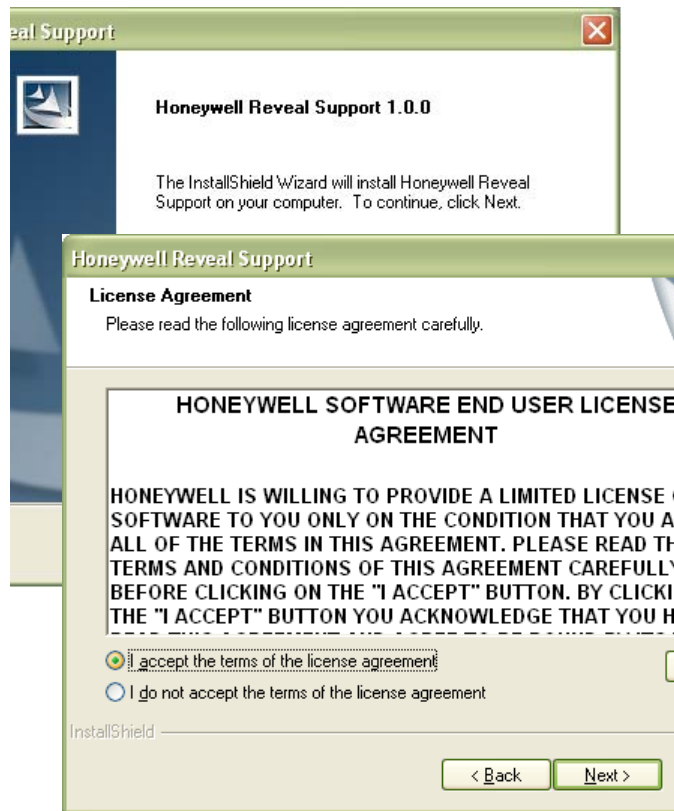 eal Support
Honeywell Reveal Support 1.0.0
The InstallShield Wizard will install Honeywell Reveal
Support on your computer. To continue, click Next.
Honeywell Reveal Support
License Agreement
Please read the following license agreement carefully.
HONEYWELL SOFTWARE END USER LICENSE
AGREEMENT
HONEYWELL IS WILLING TO PROVIDE A LIMITED LICENSE
SOFTWARE TO YOU ONLY ON THE CONDITION THAT YOU A
ALL OF THE TERMS IN THIS AGREEMENT. PLEASE READ TH
TERMS AND CONDITIONS OF THIS AGREEMENT CAREFULLY
BEFORE CLICKING ON THE "I ACCEPT" BUTTON. BY CLICKI
THE "I ACCEPT" BUTTON YOU ACKNOWLEDGE THAT YOU H
I accept the terms of the license agreement
I do not accept the terms of the license agreement
InstallShield
< Back
Next >